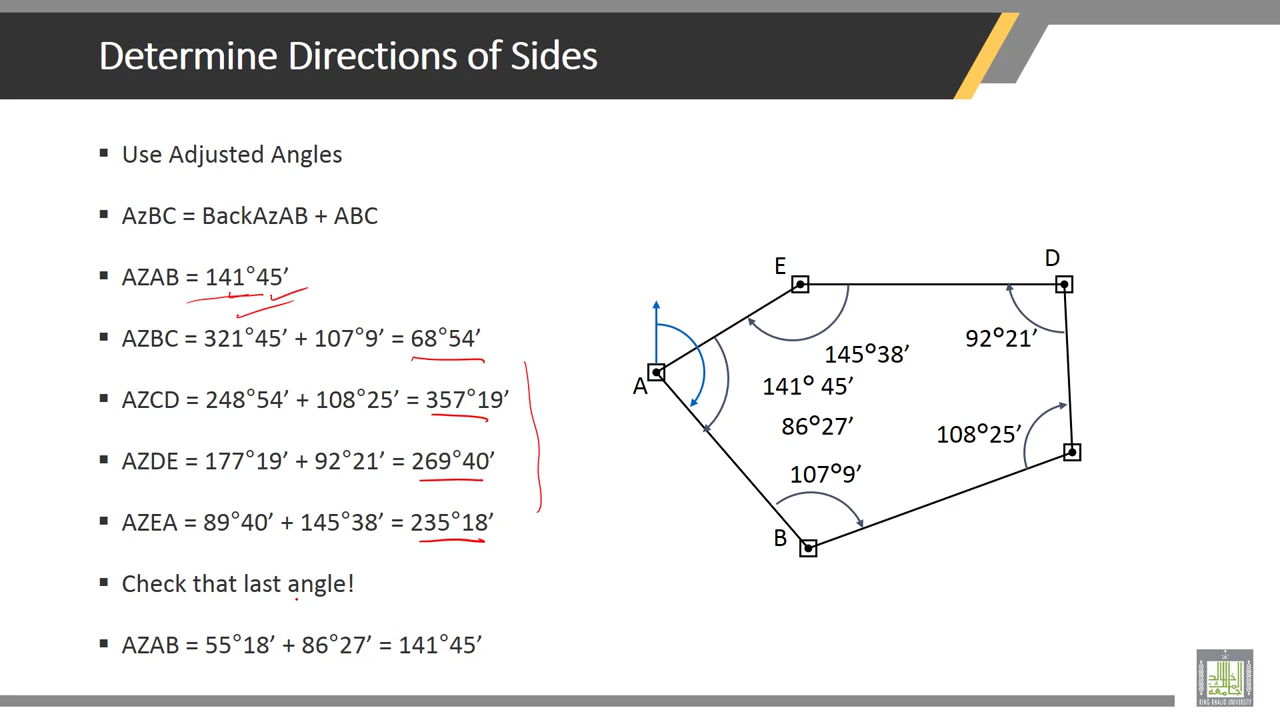 Determine Directions of Sides
▪ Use Adjusted Angles
▪ AzBC = BackAzAB + ABC
▪ AZAB = 141°45’
▪ AZBC = 321°45’ + 107°9’ = 68°54’
▪ AZCD = 248°54’ + 108°25’ = 357°19’
▪ AZDE = 177°19’ + 92°21’ = 269°40’
▪ AZEA = 89°40’ + 145°38’ = 235°18’
▪ Check that last angle!
▪ AZAB = 55°18’ + 86°27’ = 141°45’
E
D
92°21’
145°38’
A
141° 45’
86°27’
108°25’
107°9’
B
KING KHALID UNIVERSITY